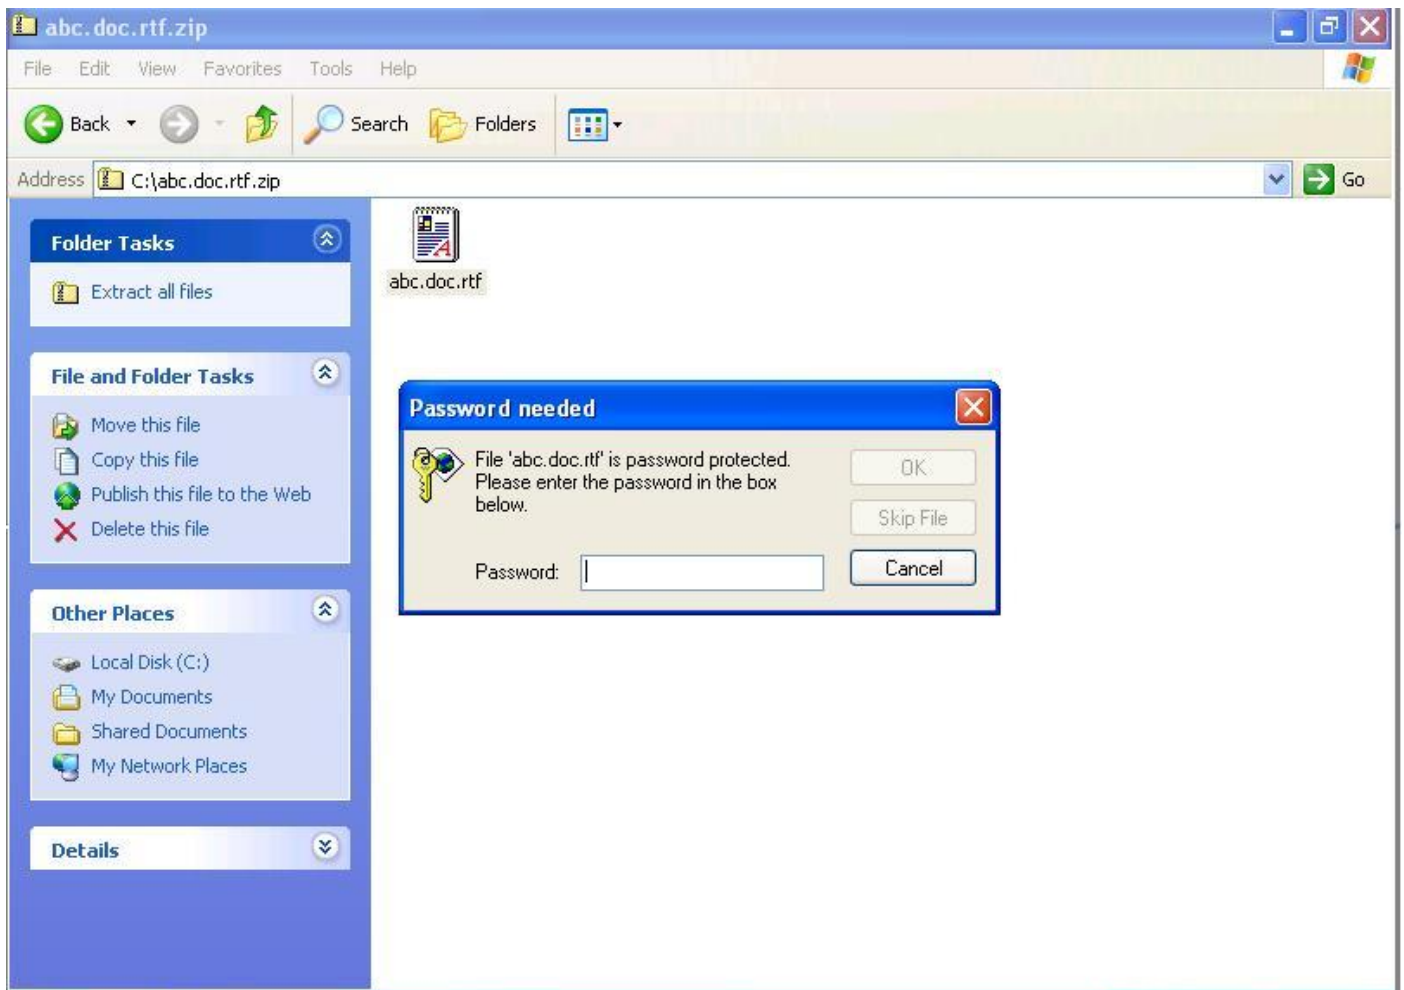 abc.doc.rtf.zip
File Edit View Favorites Tools Help
Back Search Folders
Address C:\abc.doc.rtf.zip Go
Folder Tasks
Extract all files
File and Folder Tasks
Move this file
Copy this file
Publish this file to the Web
Delete this file
Other Places
Local Disk (C:)
My Documents
Shared Documents
My Network Places
Details
abc.doc.rtf
Password needed
File 'abc.doc.rtf' is password protected.
Please enter the password in the box
below.
Password:
OK
Skip File
Cancel